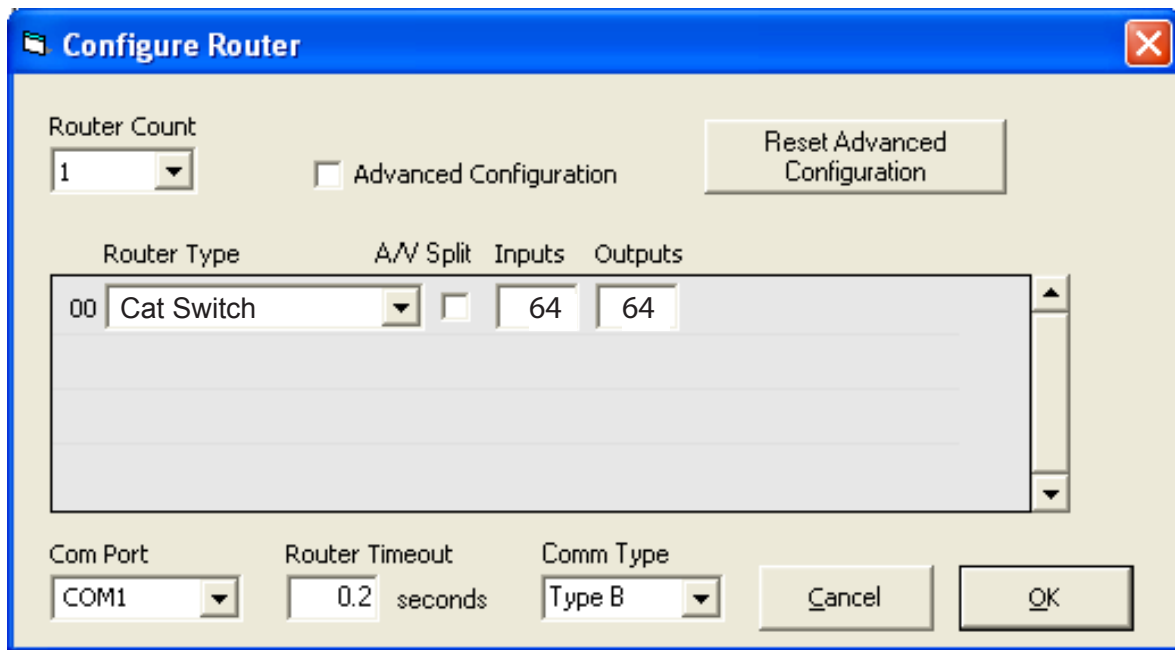 Configure Router
Router Count
1
Advanced Configuration
Reset Advanced
Configuration
Router Type A/V Split Inputs Outputs
00 Cat Switch 64 64
Com Port Router Timeout Comm Type
COM1 0.2 seconds Type B Cancel OK